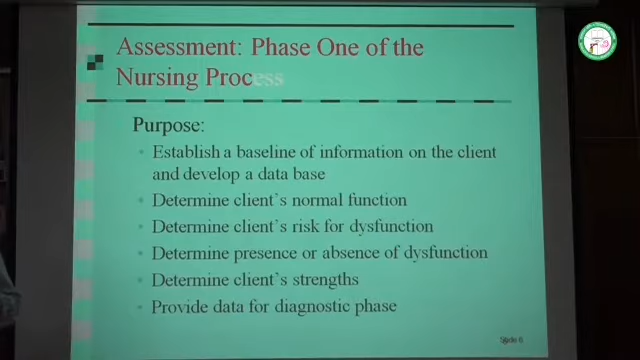 Assessment: Phase One of the
Nursing Process
Purpose:
• Establish a baseline of information on the client
and develop a data base
• Determine client's normal function
• Determine client's risk for dysfunction
• Determine presence or absence of dysfunction
• Determine client's strengths
• Provide data for diagnostic phase
Slide 6